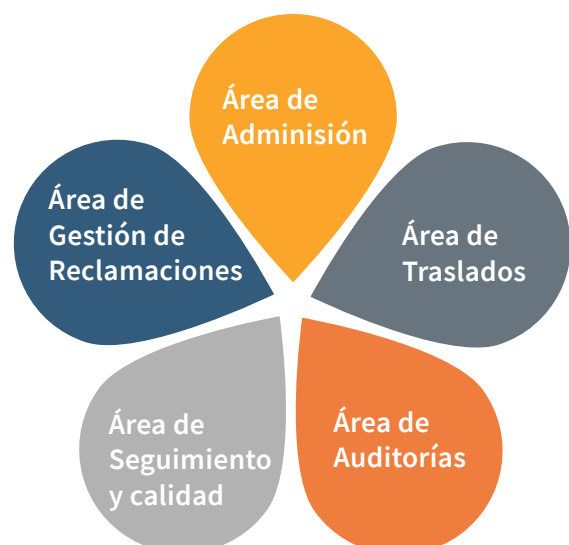 Área de
Adminisión
Área de
Traslados
Área de
Auditorías
Área de
Seguimiento
y calidad
Área de
Gestión de
Reclamaciones